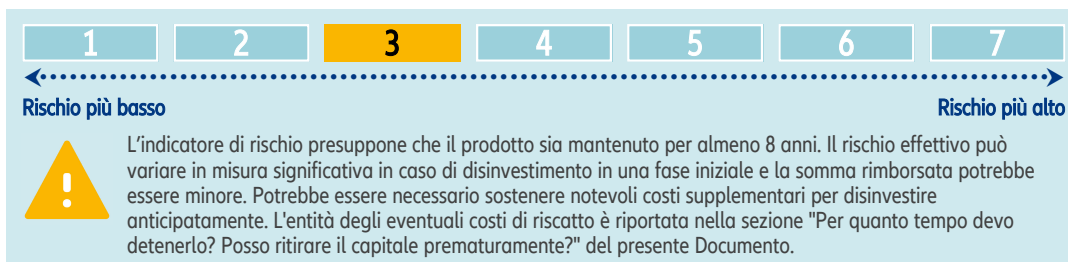 1 2 3 4 5 6 7
Rischio più basso Rischio più alto
L'indicatore di rischio presuppone che il prodotto sia mantenuto per almeno 8 anni. Il rischio effettivo può
variare in misura significativa in caso di disinvestimento in una fase iniziale e la somma rimborsata potrebbe
essere minore. Potrebbe essere necessario sostenere notevoli costi supplementari per disinvestire
anticipatamente. L'entità degli eventuali costi di riscatto è riportata nella sezione "Per quanto tempo devo
detenerlo? Posso ritirare il capitale prematuramente?" del presente Documento.